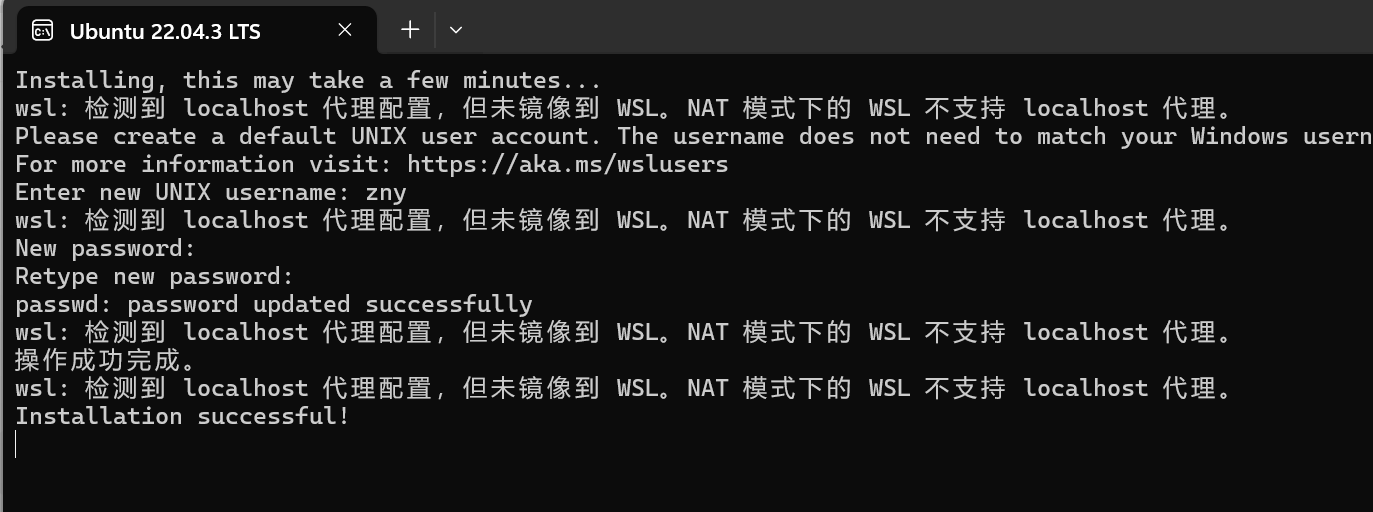 Ubuntu 22.04.3 LTS
Installing, this may take a few minutes...
wsl: 检测到 localhost 代理配置，但未镜像到 WSL。NAT 模式下的 WSL 不支持 localhost 代理。
Please create a default UNIX user account. The username does not need to match your Windows usern
For more information visit: https://aka.ms/wslusers
Enter new UNIX username: zny
wsl: 检测到 localhost 代理配置，但未镜像到 WSL。NAT 模式下的 WSL 不支持 localhost 代理。
New password:
Retype new password:
passwd: password updated successfully
wsl: 检测到 localhost 代理配置，但未镜像到 WSL。NAT 模式下的 WSL 不支持 localhost 代理。
操作成功完成。
wsl: 检测到 localhost 代理配置，但未镜像到 WSL。NAT 模式下的 WSL 不支持 localhost 代理。
Installation successful!